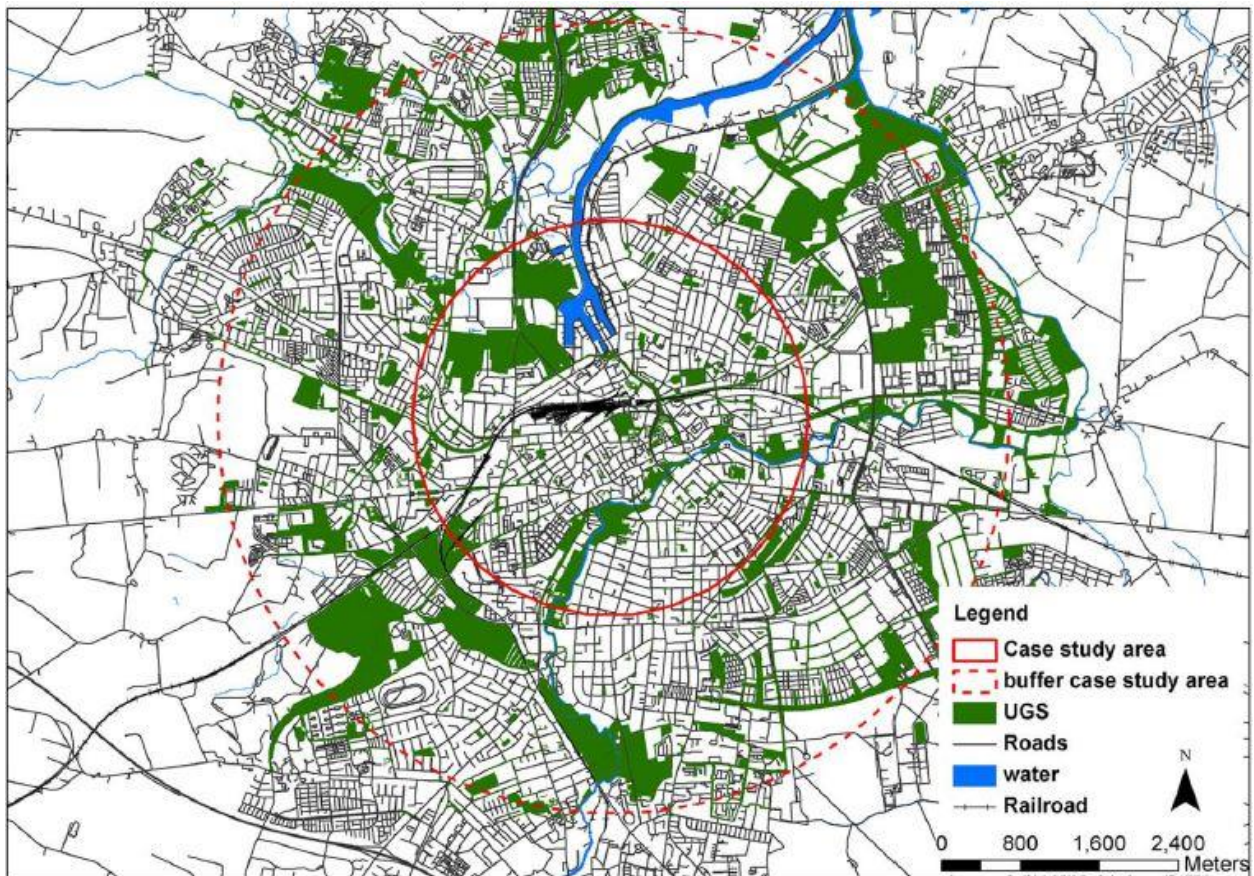 Legend
Case study area
buffer case study area
UGS
Roads
water
Railroad
N
0 800 1,600 2,400
Meters